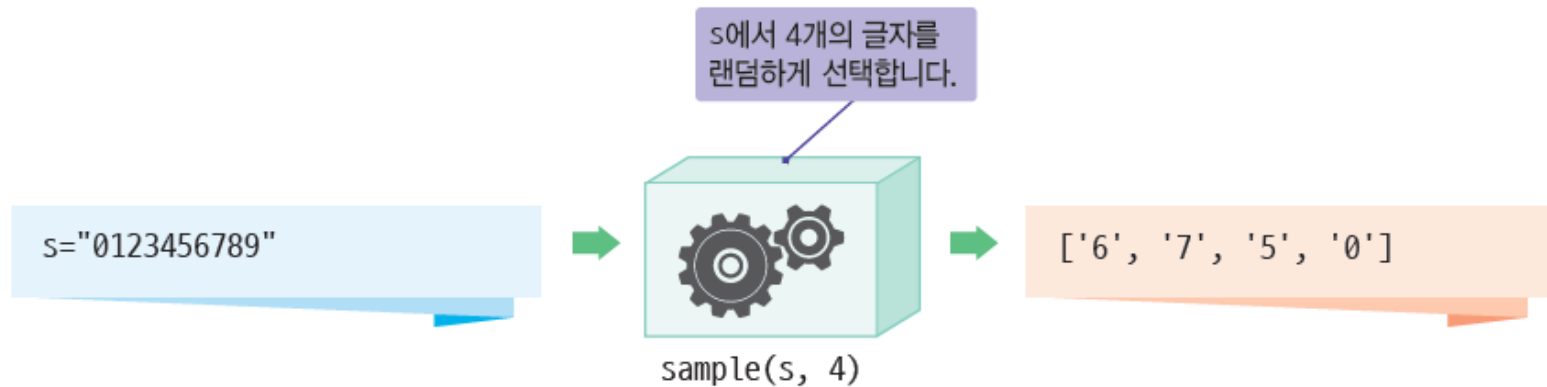 s에서 4개의 글자를
랜덤하게 선택합니다.
s="0123456789"
['6', '7', '5', '0']
sample(s, 4)